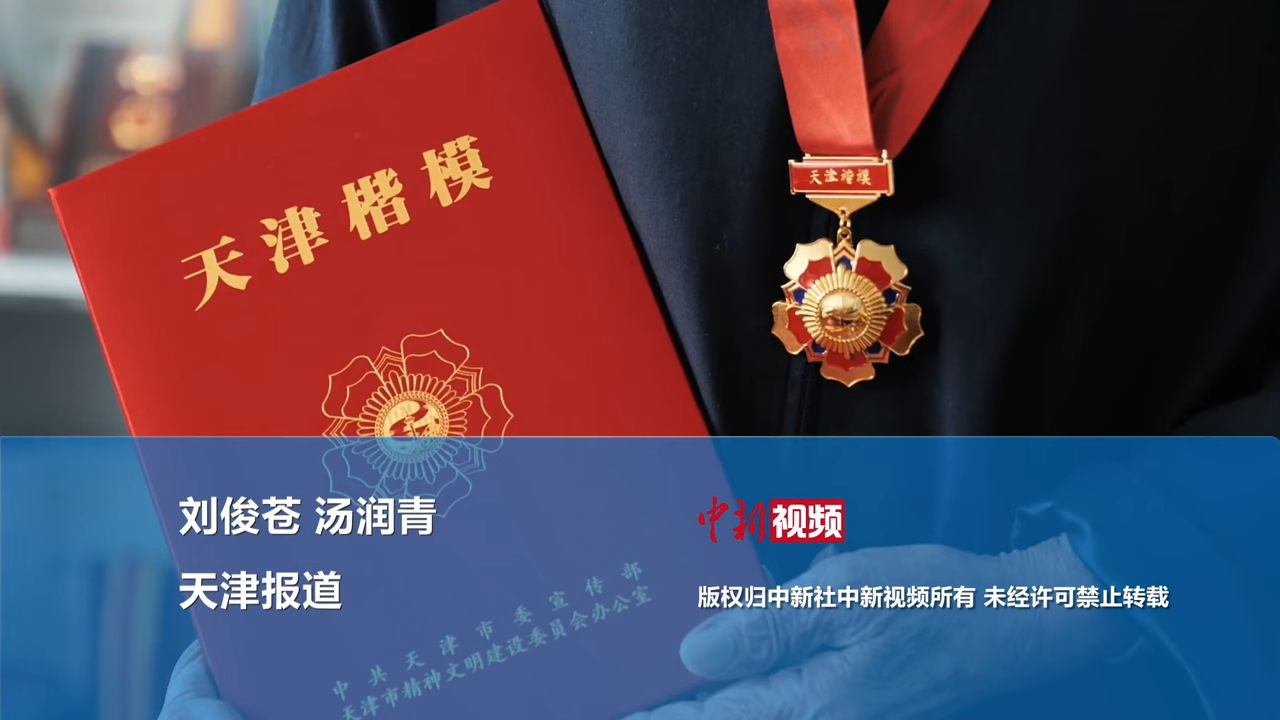 天津楷模
天津楷模
刘俊苍 汤润青
天津报道
中新视频
版权归中新社中新视频所有 未经许可禁止转载
中共天津市委宣传部
天津市精神文明建设委员会办公室